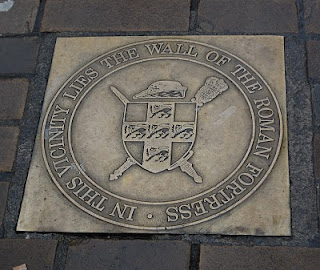 IN THIS VICINITY LIES THE WALL OF THE ROMAN FORTRESS